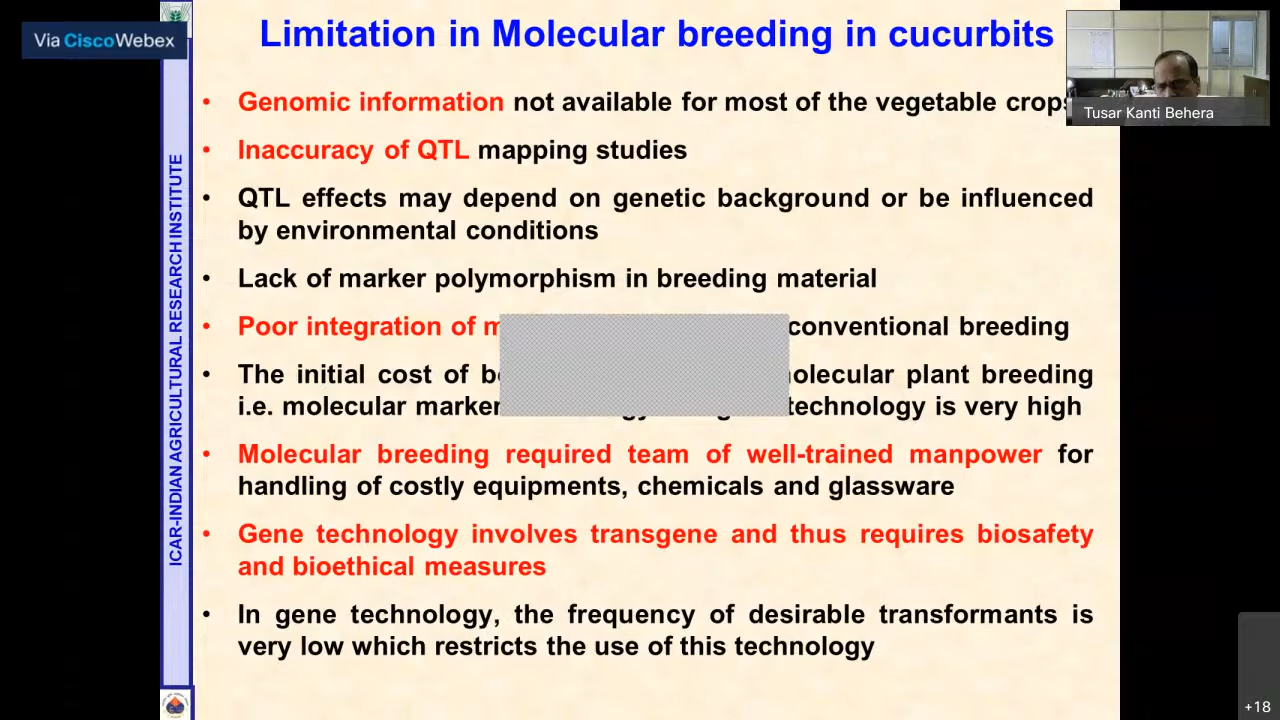 Via Cisco Webex
Limitation in Molecular breeding in cucurbits
Tusar Kanti Behera
ICAR-INDIAN AGRICULTURAL RESEARCH INSTITUTE
• Genomic information not available for most of the vegetable crops
• Inaccuracy of QTL mapping studies
• QTL effects may depend on genetic background or be influenced
by environmental conditions
• Lack of marker polymorphism in breeding material
• Poor integration of conventional breeding
• The initial cost of plant breeding
i.e. molecular technology is very high
• Molecular breeding required team of well-trained manpower for
handling of costly equipments, chemicals and glassware
• Gene technology involves transgene and thus requires biosafety
and bioethical measures
• In gene technology, the frequency of desirable transformants is
very low which restricts the use of this technology
+18